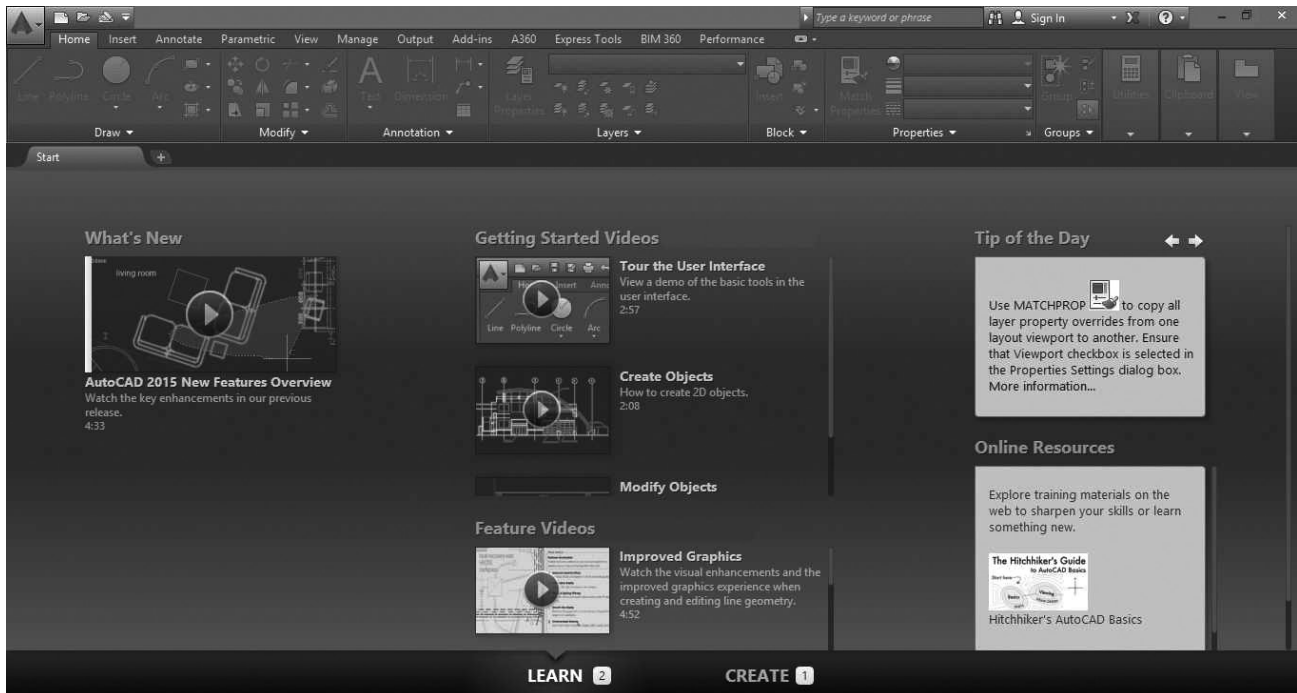 Type a keyword or phrase
Sign In
Home Insert Annotate Parametric View Manage Output Add-ins A360 Express Tools BIM 360 Performance
Line Polyline Circle Arc Text Dimension Layer Properties Insert Match Properties Group Utilities Clipboard View
Draw Modify Annotation Layers Block Properties Groups
Start
What's New
living room
AutoCAD 2015 New Features Overview
Watch the key enhancements in our previous
release.
4:33
Getting Started Videos
Line Polyline Circle Arc
Tour the User Interface
View a demo of the basic tools in the
user interface.
2:57
Create Objects
How to create 2D objects.
2:08
Modify Objects
Feature Videos
Improved Graphics
Watch the visual enhancements and the
improved graphics experience when
creating and editing line geometry.
4:52
Tip of the Day
Use MATCHPROP to copy all
layer property overrides from one
layout viewport to another. Ensure
that Viewport checkbox is selected in
the Properties Settings dialog box.
More information...
Online Resources
Explore training materials on the
web to sharpen your skills or learn
something new.
The Hitchhiker's Guide
to AutoCAD Basics
Start here
Basics
Viewing
Hitchhiker's AutoCAD Basics
LEARN 2
CREATE 1